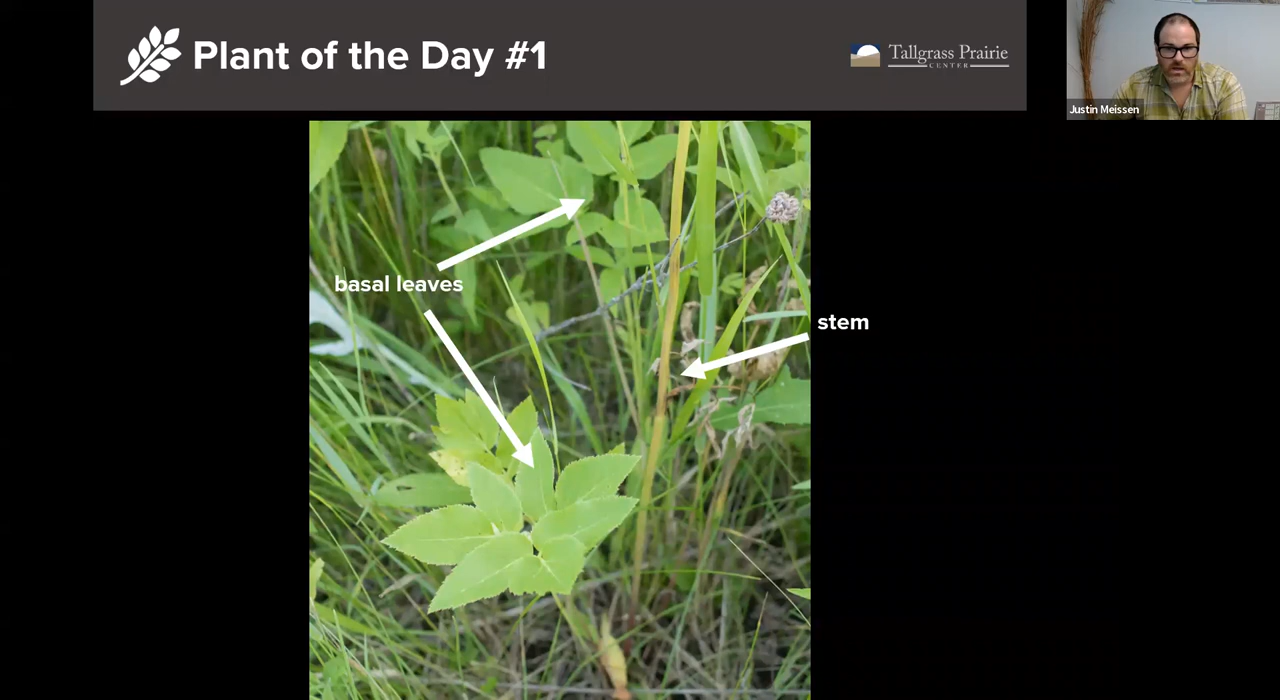 Plant of the Day #1
Tallgrass Prairie
CENTER
Justin Meissen
basal leaves
stem